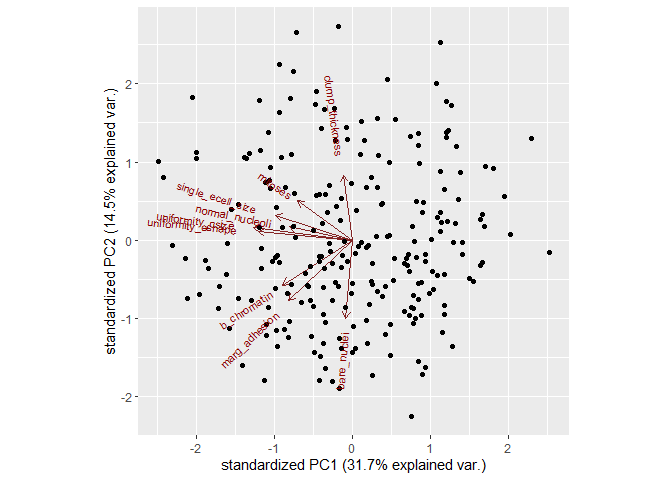 standardized PC2 (14.5% explained var.)
2
1
0
-1
-2
clump_thickness
mitoses
single_ecell_size
normal_nucleoli
uniformity_csize
uniformity_cshape
b_chromatin
marg_adhesion
bare_nuclei
-2
-1
0
1
2
standardized PC1 (31.7% explained var.)